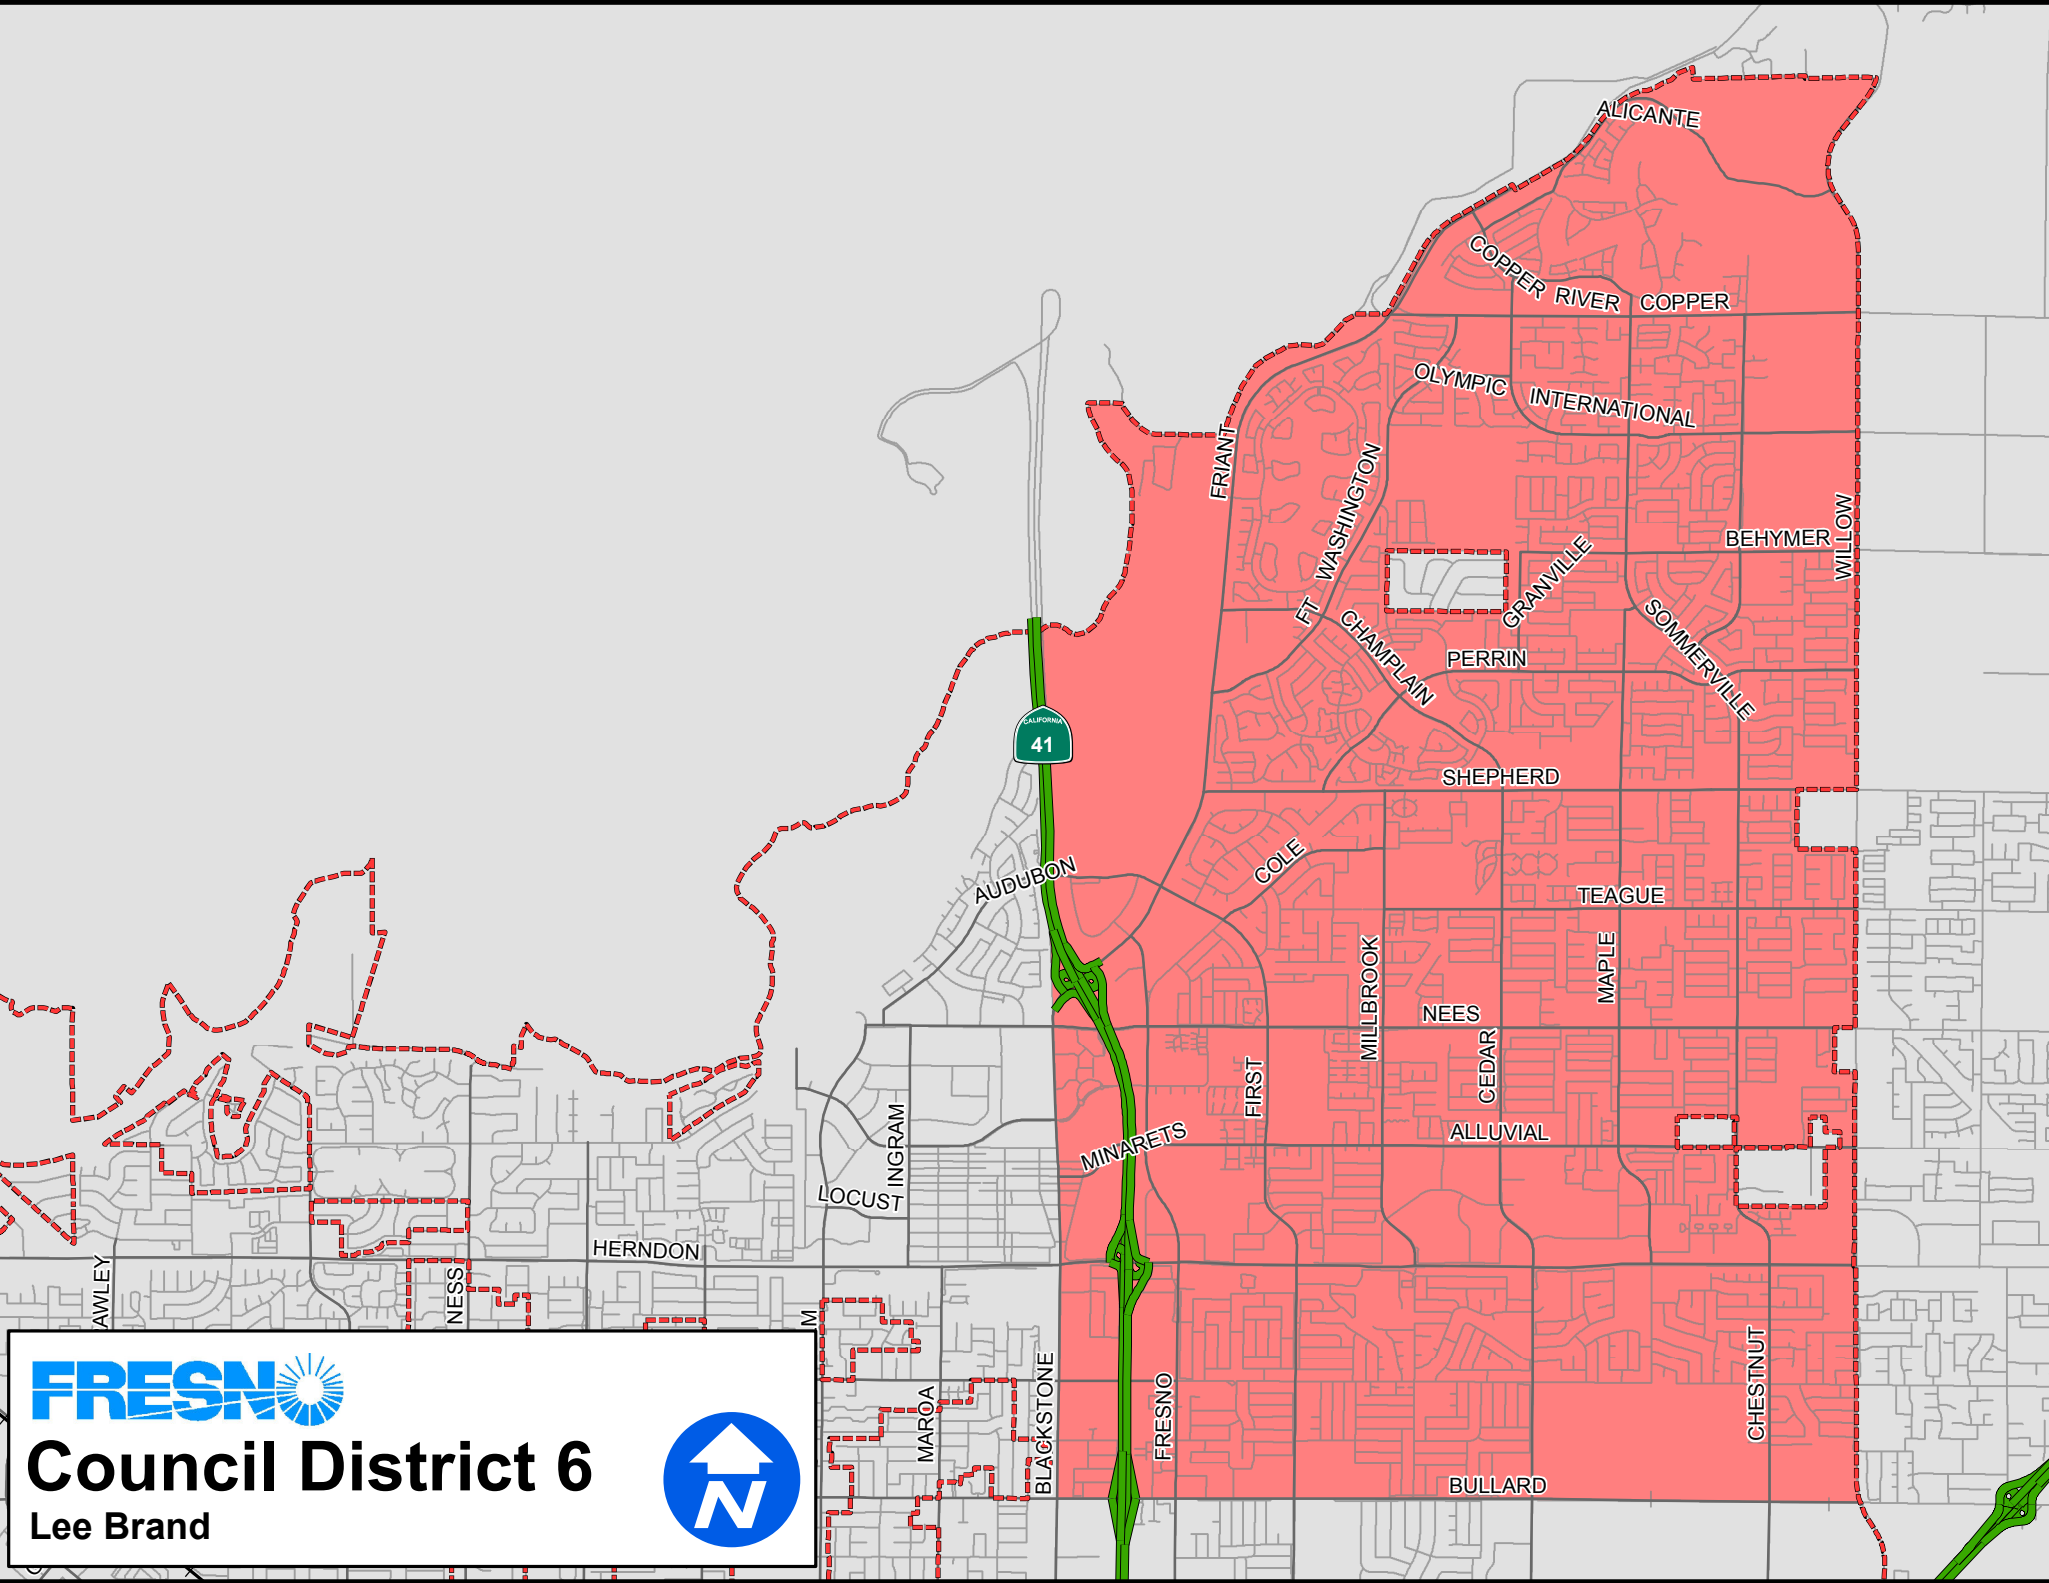 ALICANTE
COPPER RIVER
COPPER
OLYMPIC
INTERNATIONAL
FRIANT
FT WASHINGTON
WILLOW
BEHYMER
GRANVILLE
SOMMERVILLE
CHAMPLAIN
PERRIN
CALIFORNIA
41
SHEPHERD
COLE
AUDUBON
TEAGUE
MAPLE
MILLBROOK
NEES
CEDAR
FIRST
INGRAM
MINARETS
ALLUVIAL
LOCUST
HERNDON
AWLEY
NESS
M
MAROA
BLACKSTONE
FRESNO
CHESTNUT
BULLARD
FRESNO
Council District 6
Lee Brand
N